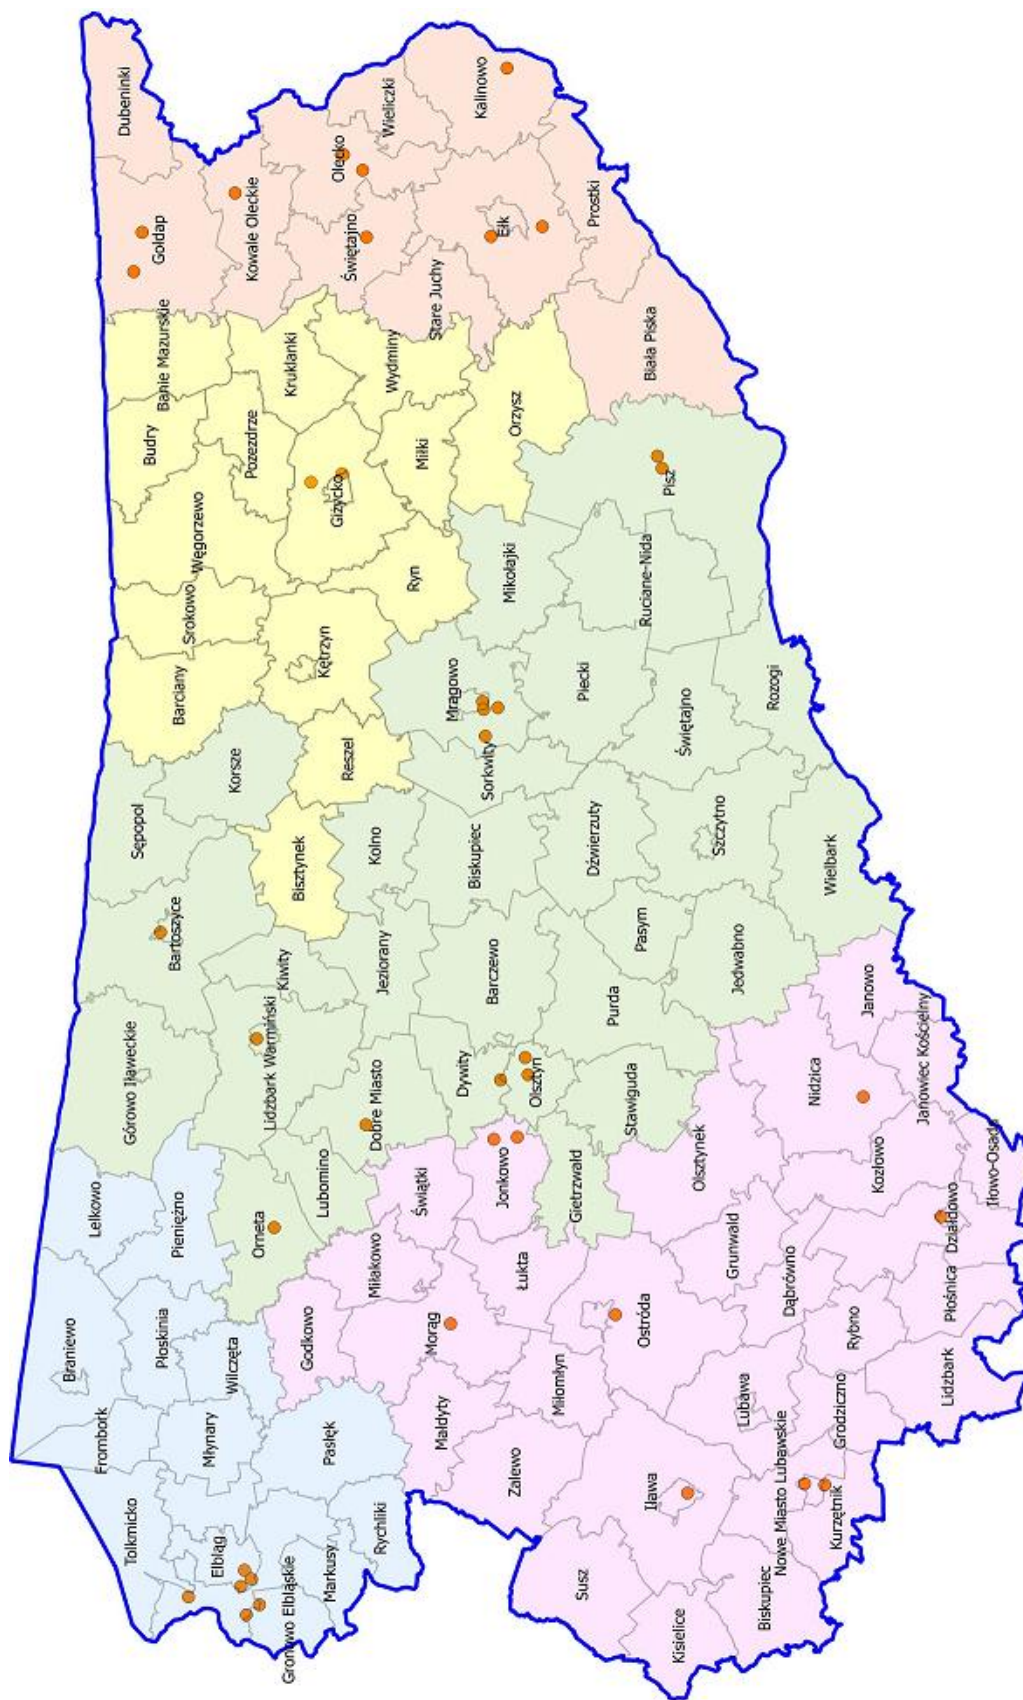 Dubeninki
Gołdap
Kowale Oleckie
Olecko
Wieliczki
Kalinowo
Świętajno
Stare Juchy
Ełk
Prostki
Biała Piska
Banie Mazurskie
Budry
Pozezdrze
Kruklanki
Wydminy
Węgorzewo
Giżycko
Miłki
Orzysz
Srokowo
Ryn
Barciany
Kętrzyn
Reszel
Bisztynek
Pisz
Mikołajki
Ruciane-Nida
Mrągowo
Piecki
Sorkwity
Świętajno
Rozogi
Korsze
Sępopol
Kolno
Biskupiec
Dźwierzuty
Szczytno
Wielbark
Bartoszyce
Kiwity
Jeziorany
Barczewo
Pasym
Jedwabno
Purda
Górowo Iławeckie
Lidzbark Warmiński
Dobre Miasto
Dywity
Olsztyn
Stawiguda
Gietrzwałd
Lubomino
Orneta
Janowo
Janowiec Kościelny
Nidzica
Kozłowo
Iłowo-Osada
Działdowo
Płośnica
Olsztynek
Grunwald
Dąbrówno
Rybno
Lidzbark
Świątki
Jonkowo
Miłakowo
Łukta
Morąg
Godkowo
Ostróda
Miłomłyn
Małdyty
Zalewo
Lubawa
Grodziczno
Nowe Miasto Lubawskie
Kurzętnik
Iława
Susz
Kisielice
Biskupiec
Lelkowo
Pieniężno
Braniewo
Płoskinia
Wilczęta
Frombork
Młynary
Pasłęk
Tolkmicko
Elbląg
Rychliki
Markusy
Gronowo Elbląskie